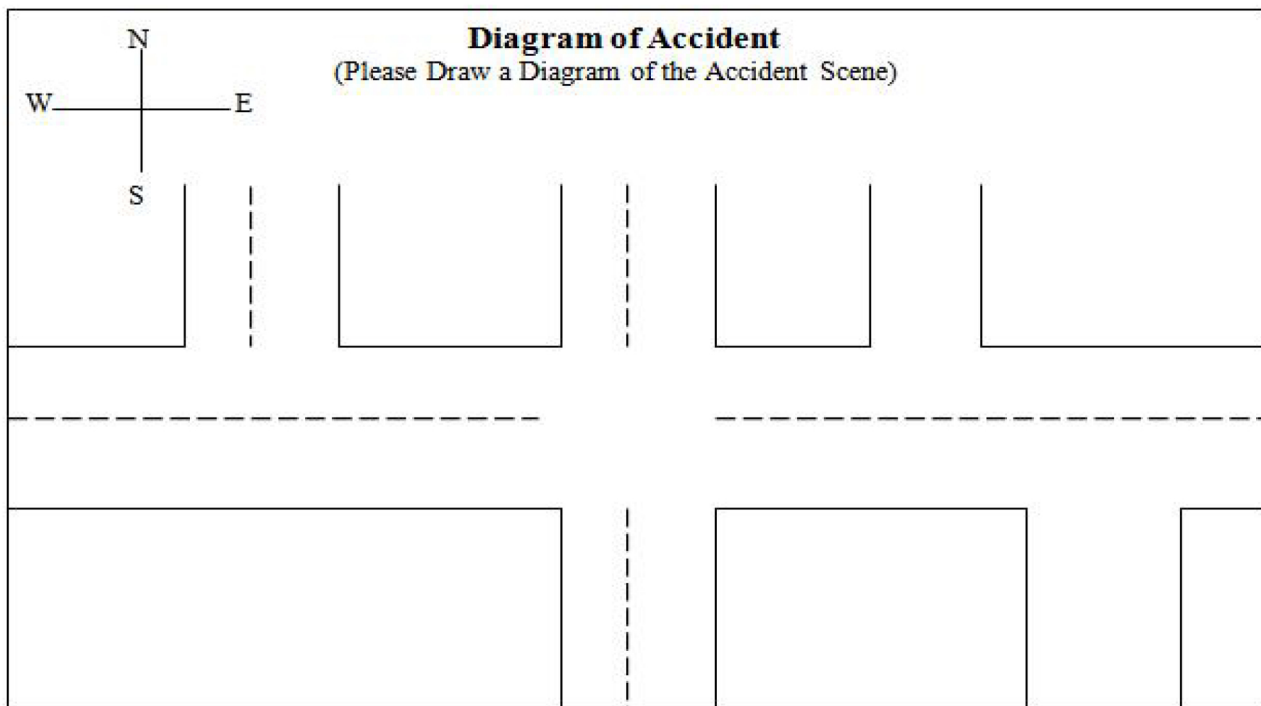 Diagram of Accident
(Please Draw a Diagram of the Accident Scene)
N
W E
S